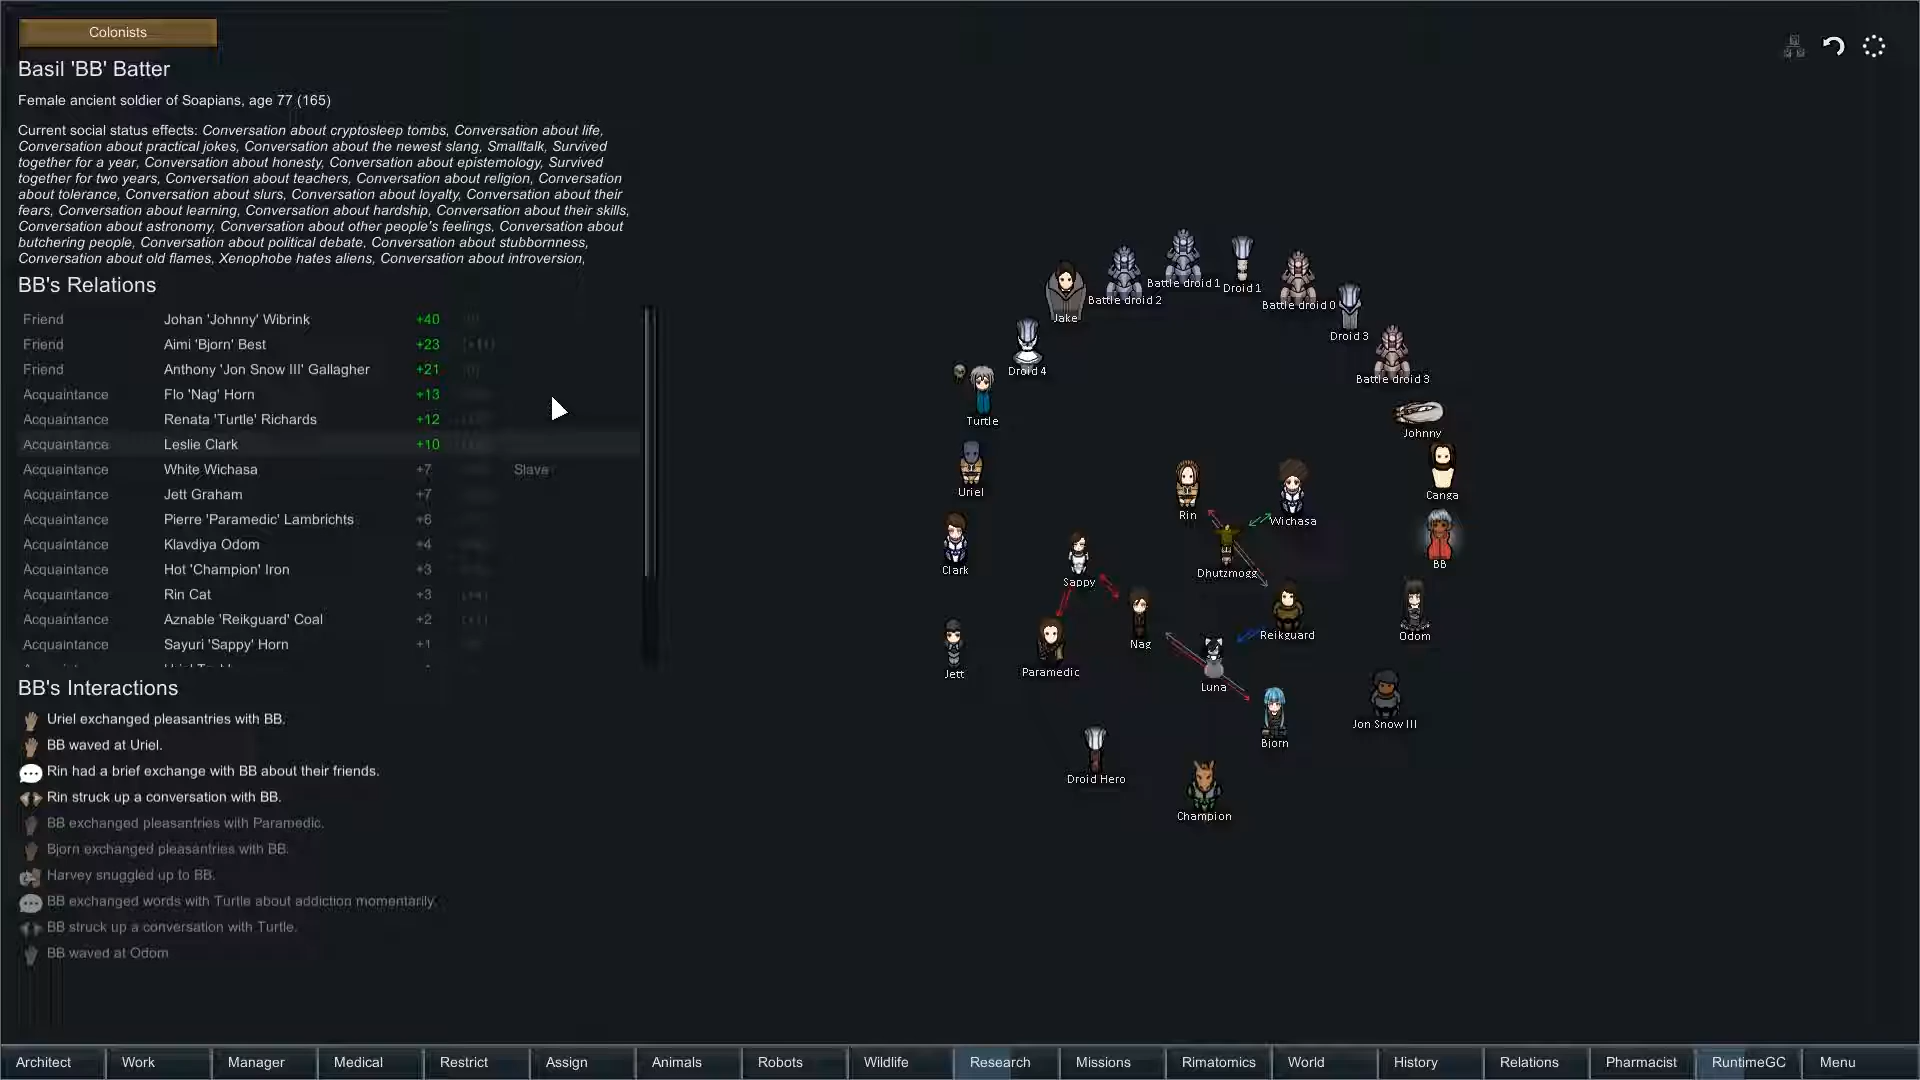 Colonists
Basil 'BB' Batter
Female ancient soldier of Soapians, age 77 (165)
Current social status effects: Conversation about cryptosleep tombs, Conversation about life,
Conversation about practical jokes, Conversation about the newest slang, Smalltalk, Survived
together for a year, Conversation about honesty, Conversation about epistemology, Survived
together for two years, Conversation about teachers, Conversation about religion, Conversation
about tolerance, Conversation about slurs, Conversation about loyalty, Conversation about their
fears, Conversation about learning, Conversation about hardship, Conversation about their skills,
Conversation about astronomy, Conversation about other people's feelings, Conversation about
butchering people, Conversation about political debate, Conversation about stubbornness,
Conversation about old flames, Xenophobe hates aliens, Conversation about introversion,
BB's Relations
Friend Johan 'Johnny' Wibrink +40
Friend Aimi 'Bjorn' Best +23
Friend Anthony 'Jon Snow III' Gallagher +21
Acquaintance Flo 'Nag' Horn +13
Acquaintance Renata 'Turtle' Richards +12
Acquaintance Leslie Clark +10
Acquaintance White Wichasa +7 Slave
Acquaintance Jett Graham +7
Acquaintance Pierre 'Paramedic' Lambrichts +6
Acquaintance Klavdiya Odom +4
Acquaintance Hot 'Champion' Iron +3
Acquaintance Rin Cat +3
Acquaintance Aznable 'Reikguard' Coal +2
Acquaintance Sayuri 'Sappy' Horn +1
BB's Interactions
Uriel exchanged pleasantries with BB.
BB waved at Uriel.
Rin had a brief exchange with BB about their friends.
Rin struck up a conversation with BB.
BB exchanged pleasantries with Paramedic.
Bjorn exchanged pleasantries with BB.
Harvey snuggled up to BB.
BB exchanged words with Turtle about addiction momentarily.
BB struck up a conversation with Turtle.
BB waved at Odom
Battle droid 1
Droid 1
Battle droid 2
Battle droid 0
Jake
Droid 3
Droid 4
Battle droid 3
Turtle
Johnny
Uriel
Canga
Rin
Wichasa
Clark
BB
Dhutzmogg
Sappy
Reikguard
Odom
Nag
Paramedic
Jett
Luna
Jon Snow III
Bjorn
Droid Hero
Champion
Architect Work Manager Medical Restrict Assign Animals Robots Wildlife Research Missions Rimatomics World History Relations Pharmacist RuntimeGC Menu